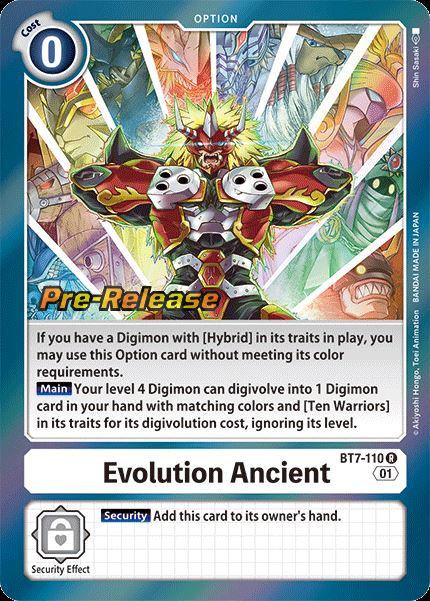 OPTION
Cost
0
Shin Sasaki
©Akiyoshi Hongo, Toei Animation BANDAI MADE IN JAPAN
Pre-Release
If you have a Digimon with [Hybrid] in its traits in play, you
may use this Option card without meeting its color
requirements.
Main Your level 4 Digimon can digivolve into 1 Digimon
card in your hand with matching colors and [Ten Warriors]
in its traits for its digivolution cost, ignoring its level.
BT7-110 R
Evolution Ancient
01
Security Add this card to its owner's hand.
Security Effect